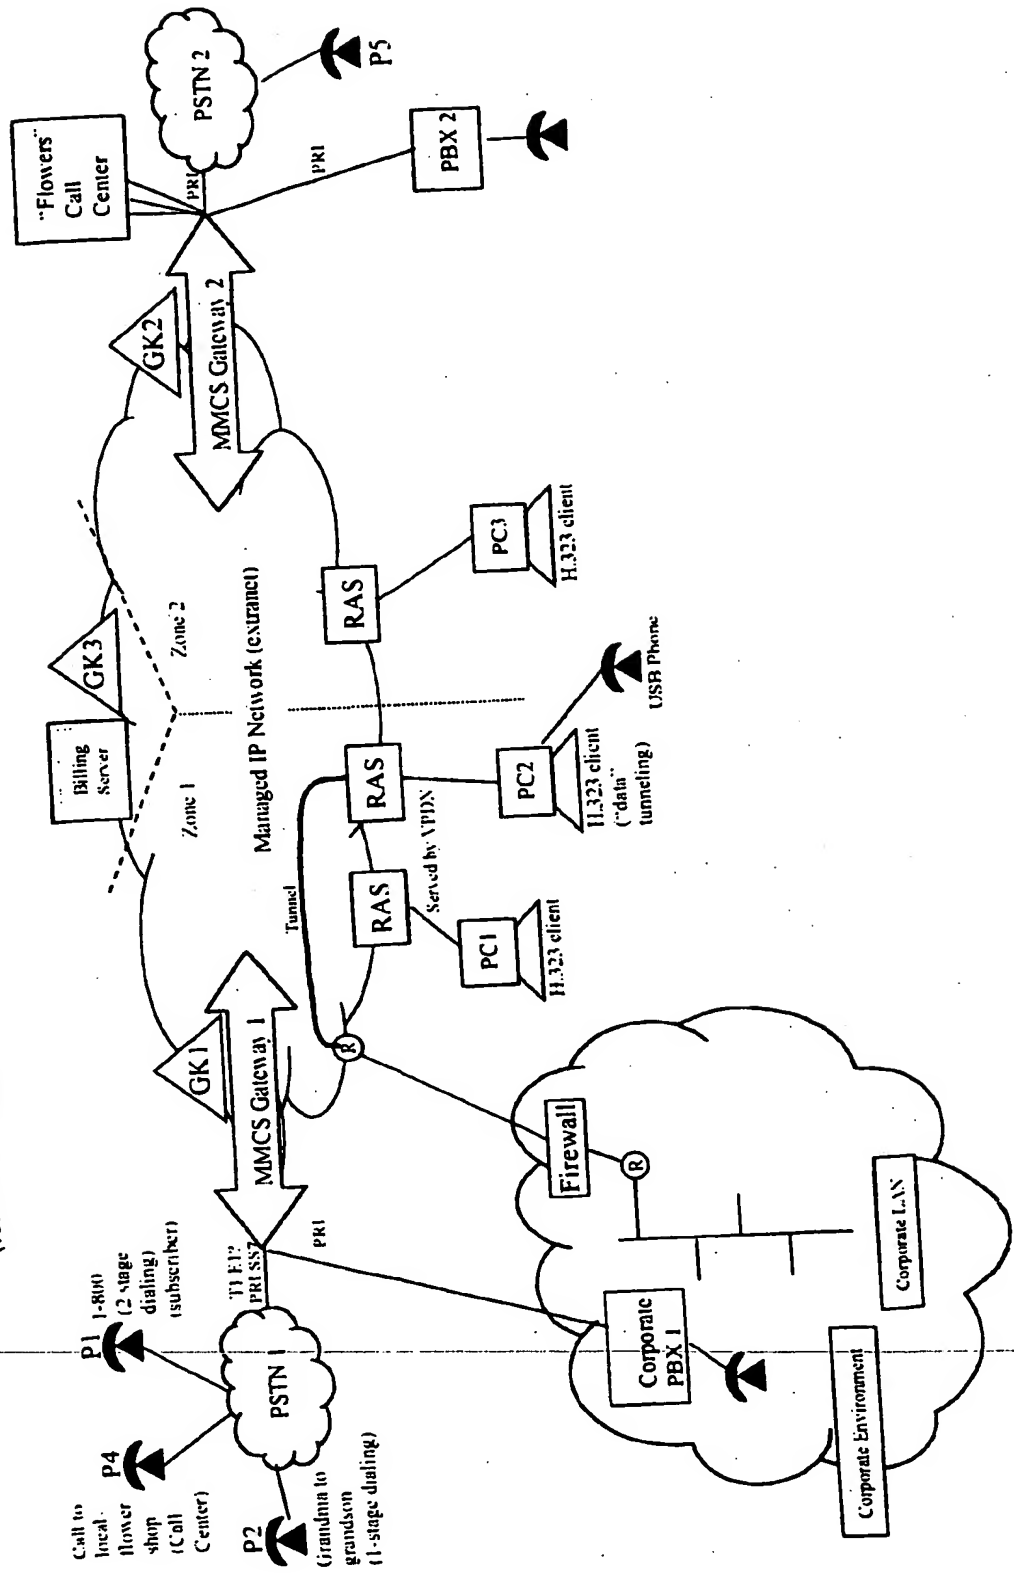 "Flowers"
Call
Center
PSTN 2
P5
PRI
PRI
PBX 2
GK2
MMCS Gateway 2
GK3
Billing
Server
Zone 2
Zone 1
Managed IP Network (extranet)
RAS
PC3
H.323 client
RAS
PC2
H.323 client
("data"
tunneling)
USB Phone
Served by VPDN
RAS
PC1
H.323 client
Tunnel
R
GK1
MMCS Gateway 1
T1 E1?
PRI SS7
PRI
P1
1-800
(2 stage
dialing)
(subscriber)
PSTN 1
P4
Call to
local
flower
shop
(Call
Center)
P2
Grandma to
grandson
(1-stage dialing)
Firewall
R
Corporate
PBX 1
Corporate LAN
Corporate Environment